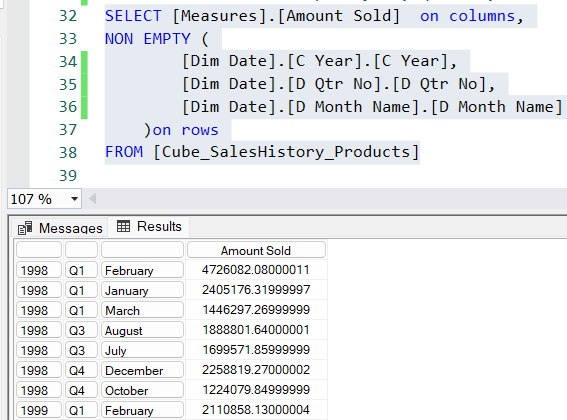 32 SELECT [Measures].[Amount Sold]  on columns,
33 NON EMPTY (
34 [Dim Date].[C Year].[C Year],
35 [Dim Date].[D Qtr No].[D Qtr No],
36 [Dim Date].[D Month Name].[D Month Name]
37 )on rows
38 FROM [Cube_SalesHistory_Products]
39
107 %
Messages Results
Amount Sold
1998 Q1 February 4726082.08000011
1998 Q1 January 2405176.31999997
1998 Q1 March 1446297.26999999
1998 Q3 August 1888801.64000001
1998 Q3 July 1699571.85999999
1998 Q4 December 2258819.27000002
1998 Q4 October 1224079.84999999
1999 Q1 February 2110858.13000004